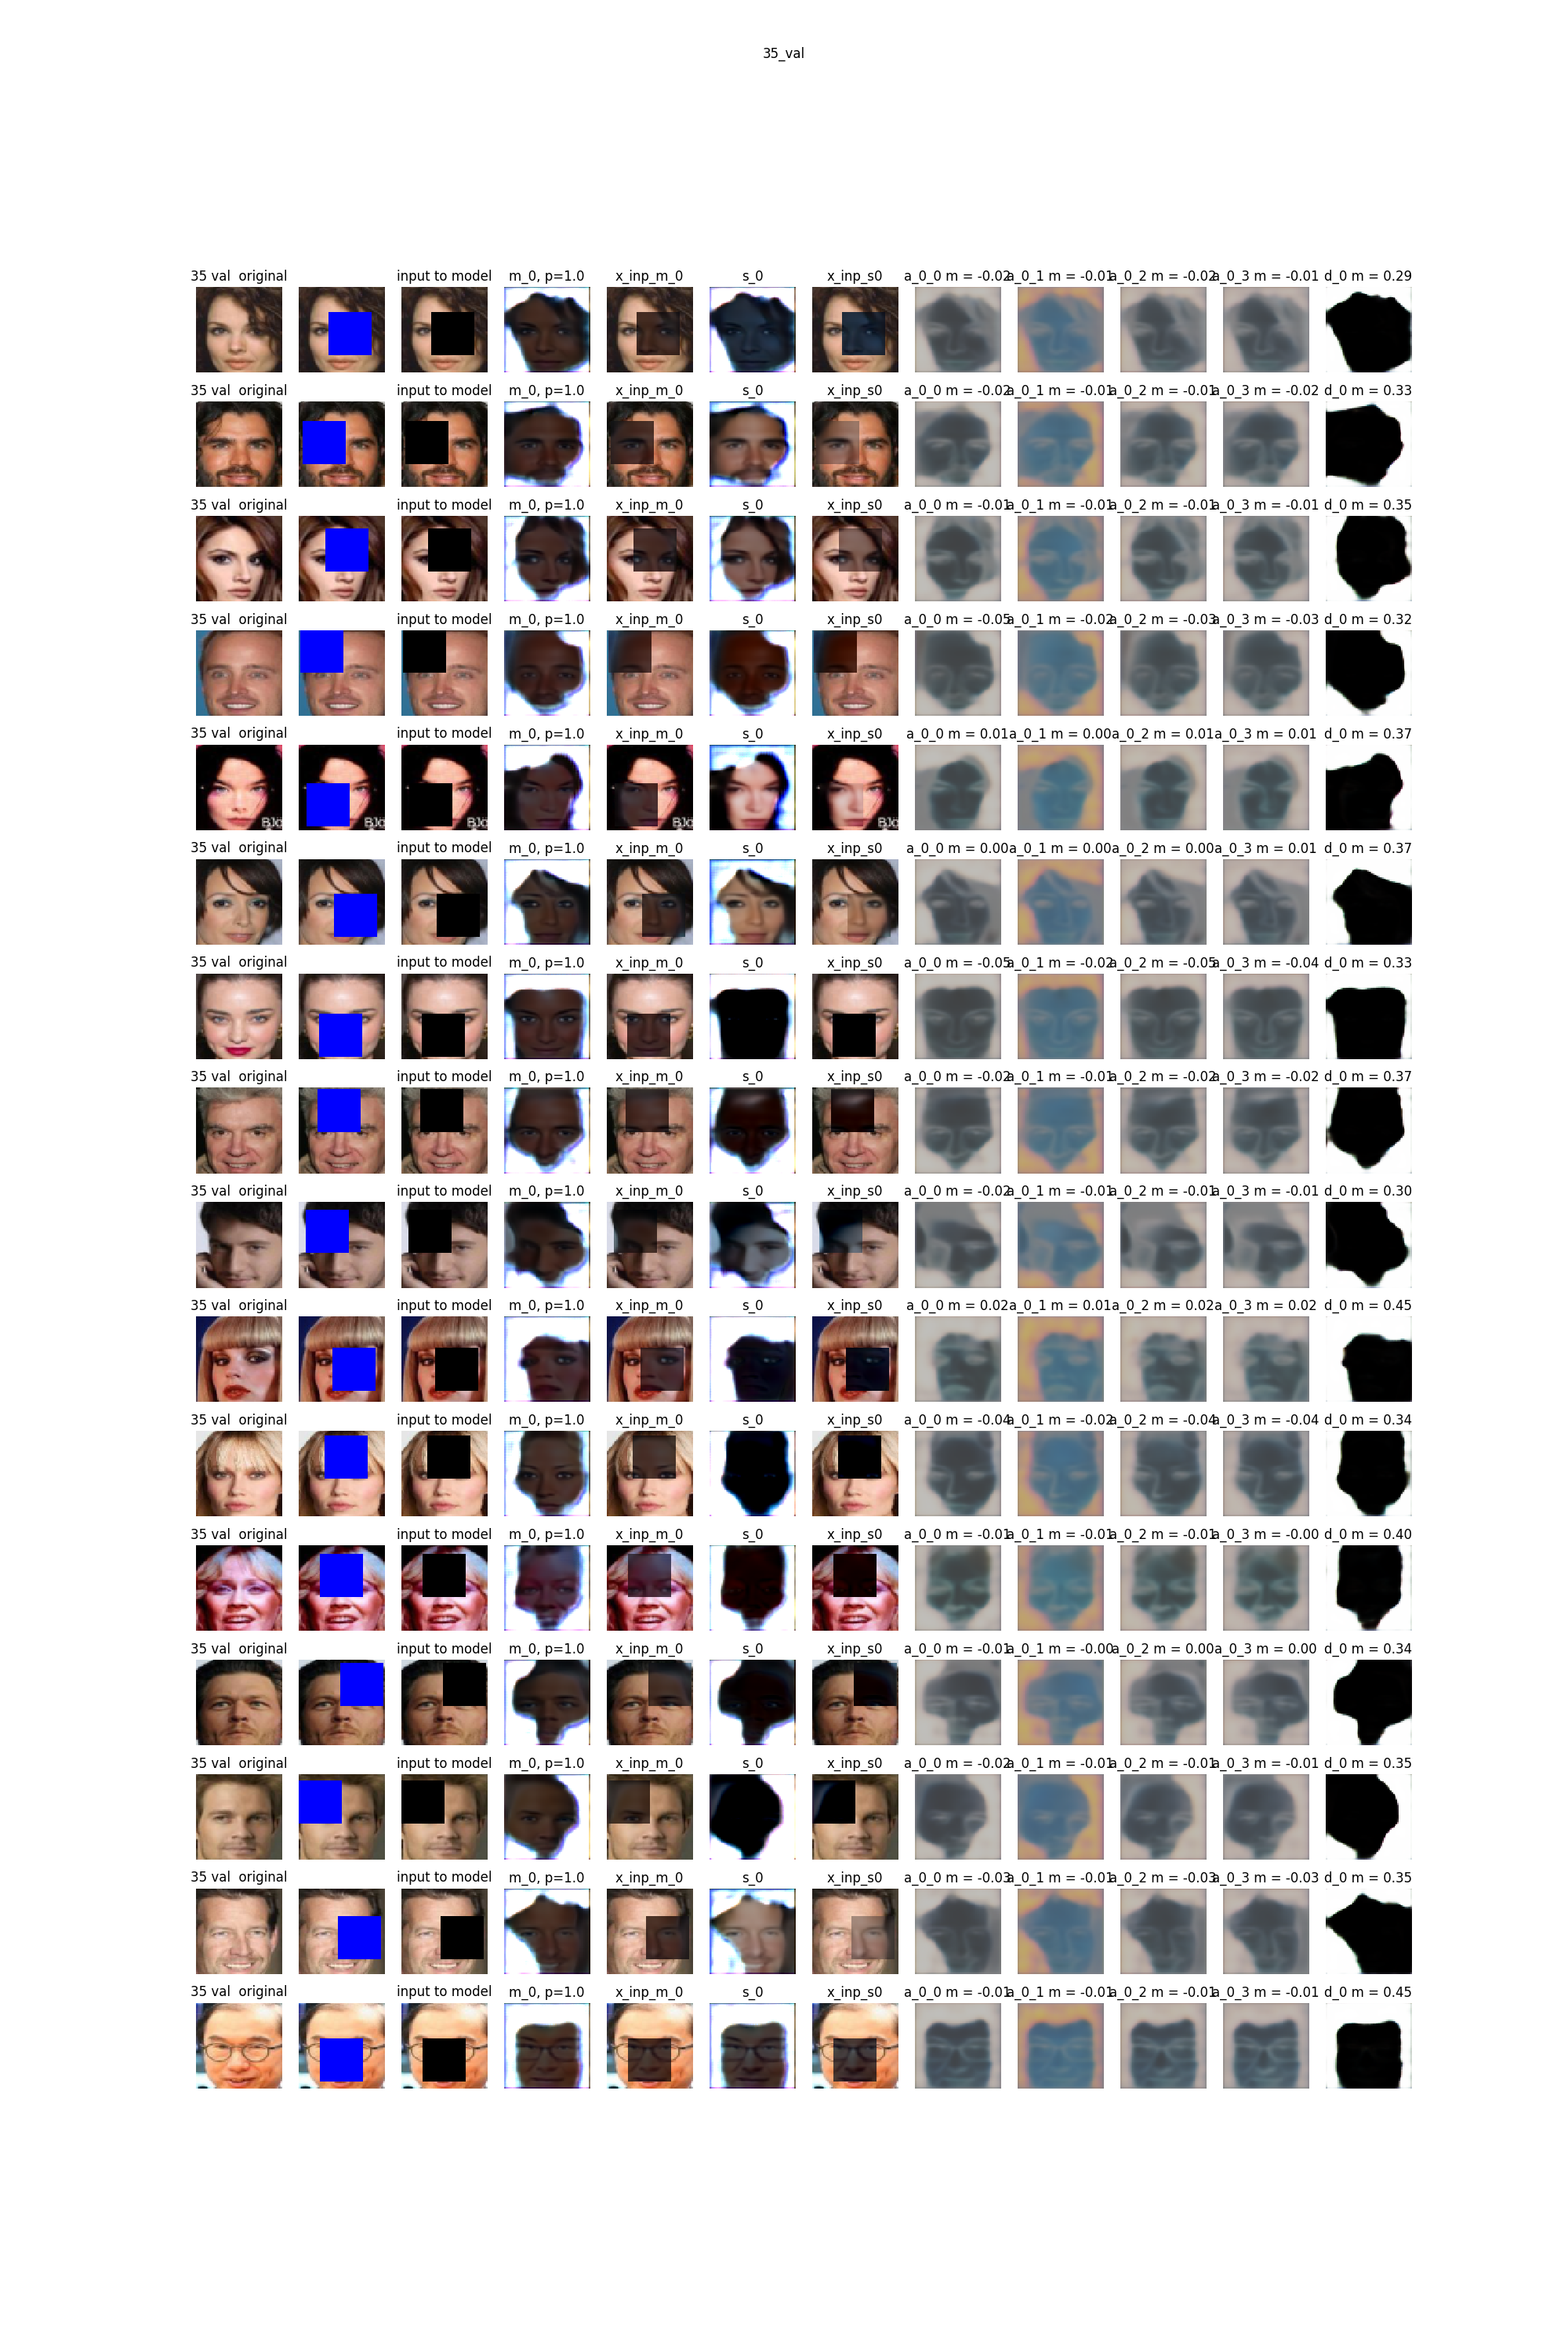 35_val
35 val  original input to model m_0, p=1.0 x_inp_m_0 s_0 x_inp_s0 a_0_0 m = -0.02 a_0_1 m = -0.01 a_0_2 m = -0.02 a_0_3 m = -0.01 d_0 m = 0.29
35 val  original input to model m_0, p=1.0 x_inp_m_0 s_0 x_inp_s0 a_0_0 m = -0.02 a_0_1 m = -0.01 a_0_2 m = -0.01 a_0_3 m = -0.02 d_0 m = 0.33
35 val  original input to model m_0, p=1.0 x_inp_m_0 s_0 x_inp_s0 a_0_0 m = -0.01 a_0_1 m = -0.01 a_0_2 m = -0.01 a_0_3 m = -0.01 d_0 m = 0.35
35 val  original input to model m_0, p=1.0 x_inp_m_0 s_0 x_inp_s0 a_0_0 m = -0.05 a_0_1 m = -0.02 a_0_2 m = -0.03 a_0_3 m = -0.03 d_0 m = 0.32
35 val  original input to model m_0, p=1.0 x_inp_m_0 s_0 x_inp_s0 a_0_0 m = 0.01 a_0_1 m = 0.00 a_0_2 m = 0.01 a_0_3 m = 0.01 d_0 m = 0.37
35 val  original input to model m_0, p=1.0 x_inp_m_0 s_0 x_inp_s0 a_0_0 m = 0.00 a_0_1 m = 0.00 a_0_2 m = 0.00 a_0_3 m = 0.01 d_0 m = 0.37
35 val  original input to model m_0, p=1.0 x_inp_m_0 s_0 x_inp_s0 a_0_0 m = -0.05 a_0_1 m = -0.02 a_0_2 m = -0.05 a_0_3 m = -0.04 d_0 m = 0.33
35 val  original input to model m_0, p=1.0 x_inp_m_0 s_0 x_inp_s0 a_0_0 m = -0.02 a_0_1 m = -0.01 a_0_2 m = -0.02 a_0_3 m = -0.02 d_0 m = 0.37
35 val  original input to model m_0, p=1.0 x_inp_m_0 s_0 x_inp_s0 a_0_0 m = -0.02 a_0_1 m = -0.01 a_0_2 m = -0.01 a_0_3 m = -0.01 d_0 m = 0.30
35 val  original input to model m_0, p=1.0 x_inp_m_0 s_0 x_inp_s0 a_0_0 m = 0.02 a_0_1 m = 0.01 a_0_2 m = 0.02 a_0_3 m = 0.02 d_0 m = 0.45
35 val  original input to model m_0, p=1.0 x_inp_m_0 s_0 x_inp_s0 a_0_0 m = -0.04 a_0_1 m = -0.02 a_0_2 m = -0.04 a_0_3 m = -0.04 d_0 m = 0.34
35 val  original input to model m_0, p=1.0 x_inp_m_0 s_0 x_inp_s0 a_0_0 m = -0.01 a_0_1 m = -0.01 a_0_2 m = -0.01 a_0_3 m = -0.00 d_0 m = 0.40
35 val  original input to model m_0, p=1.0 x_inp_m_0 s_0 x_inp_s0 a_0_0 m = -0.01 a_0_1 m = -0.00 a_0_2 m = 0.00 a_0_3 m = 0.00 d_0 m = 0.34
35 val  original input to model m_0, p=1.0 x_inp_m_0 s_0 x_inp_s0 a_0_0 m = -0.02 a_0_1 m = -0.01 a_0_2 m = -0.01 a_0_3 m = -0.01 d_0 m = 0.35
35 val  original input to model m_0, p=1.0 x_inp_m_0 s_0 x_inp_s0 a_0_0 m = -0.03 a_0_1 m = -0.01 a_0_2 m = -0.03 a_0_3 m = -0.03 d_0 m = 0.35
35 val  original input to model m_0, p=1.0 x_inp_m_0 s_0 x_inp_s0 a_0_0 m = -0.01 a_0_1 m = -0.01 a_0_2 m = -0.01 a_0_3 m = -0.01 d_0 m = 0.45